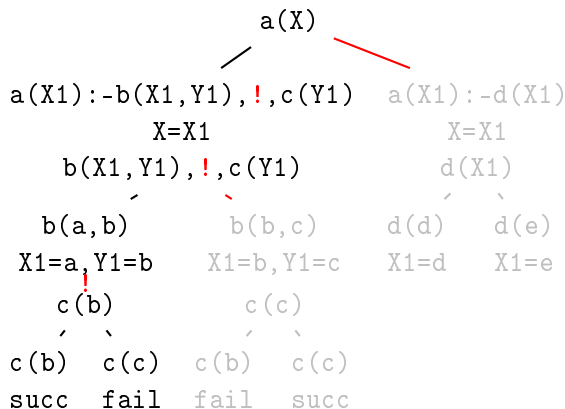 a(X)
a(X1):-b(X1,Y1),!,c(Y1) a(X1):-d(X1)
X=X1 X=X1
b(X1,Y1),!,c(Y1) d(X1)
b(a,b) b(b,c) d(d) d(e)
X1=a,Y1=b X1=b,Y1=c X1=d X1=e
!
c(b) c(c)
c(b) c(c) c(b) c(c)
succ fail fail succ